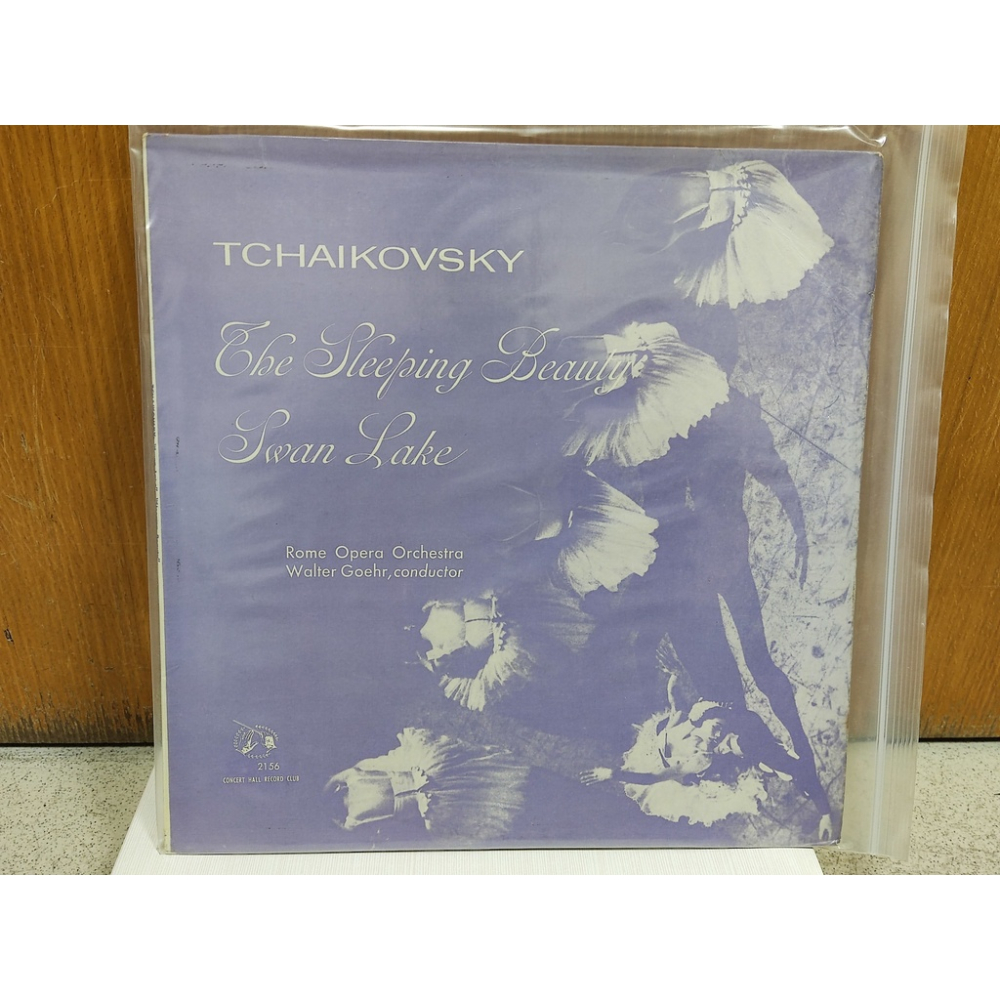 TCHAIKOVSKY
The Sleeping Beauty
Swan Lake
Rome Opera Orchestra
Walter Goehr, conductor
2156
CONCERT HALL RECORD CLUB